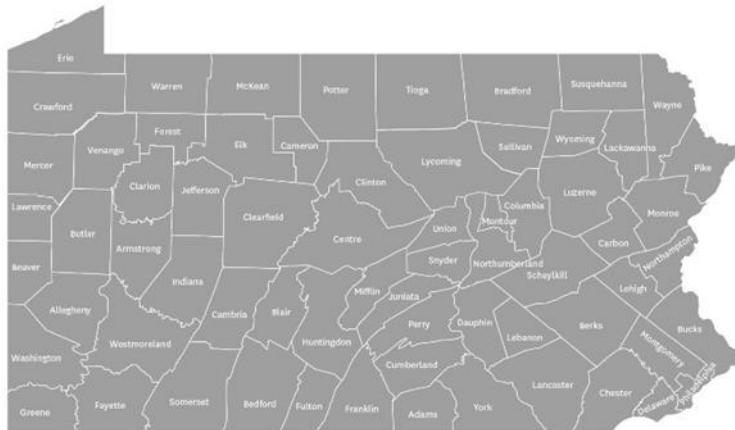 Erie
Warren
McKean
Potter
Tioga
Bradford
Susquehanna
Wayne
Crawford
Forest
Elk
Cameron
Lycoming
Sullivan
Wyoming
Lackawanna
Pike
Mercer
Venango
Clarion
Jefferson
Clinton
Columbia
Luzerne
Monroe
Lawrence
Clearfield
Centre
Union
Montour
Butler
Armstrong
Carbon
Northampton
Beaver
Indiana
Snyder
Northumberland
Schuylkill
Lehigh
Allegheny
Cambria
Blair
Mifflin
Juniata
Huntingdon
Perry
Dauphin
Lebanon
Berks
Bucks
Montgomery
Washington
Westmoreland
Cumberland
Lancaster
Chester
Delaware
Philadelphia
Greene
Fayette
Somerset
Bedford
Fulton
Franklin
Adams
York